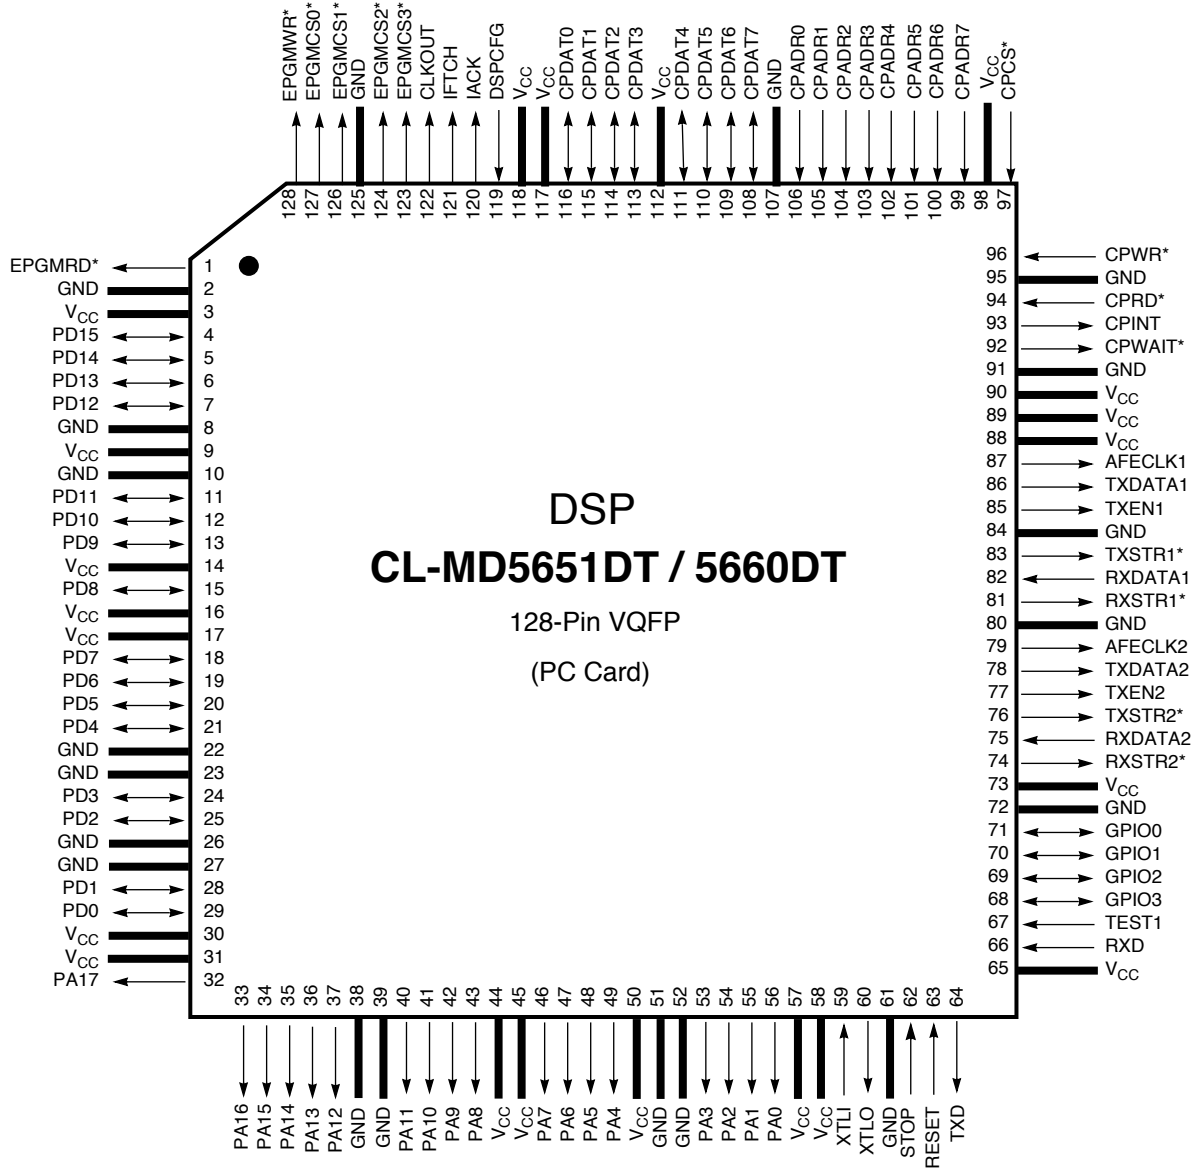 EPGMWR*
EPGMCS0*
EPGMCS1*
GND
EPGMCS2*
EPGMCS3*
CLKOUT
IFTCH
IACK
DSPCFG
VCC
VCC
CPDAT0
CPDAT1
CPDAT2
CPDAT3
VCC
CPDAT4
CPDAT5
CPDAT6
CPDAT7
GND
CPADR0
CPADR1
CPADR2
CPADR3
CPADR4
CPADR5
CPADR6
CPADR7
VCC
CPCS*
128
127
126
125
124
123
122
121
120
119
118
117
116
115
114
113
112
111
110
109
108
107
106
105
104
103
102
101
100
99
98
97
EPGMRD* 1
GND 2
VCC 3
PD15 4
PD14 5
PD13 6
PD12 7
GND 8
VCC 9
GND 10
PD11 11
PD10 12
PD9 13
VCC 14
PD8 15
VCC 16
VCC 17
PD7 18
PD6 19
PD5 20
PD4 21
GND 22
GND 23
PD3 24
PD2 25
GND 26
GND 27
PD1 28
PD0 29
VCC 30
VCC 31
PA17 32
DSP
CL-MD5651DT / 5660DT
128-Pin VQFP
(PC Card)
96 CPWR*
95 GND
94 CPRD*
93 CPINT
92 CPWAIT*
91 GND
90 VCC
89 VCC
88 VCC
87 AFECLK1
86 TXDATA1
85 TXEN1
84 GND
83 TXSTR1*
82 RXDATA1
81 RXSTR1*
80 GND
79 AFECLK2
78 TXDATA2
77 TXEN2
76 TXSTR2*
75 RXDATA2
74 RXSTR2*
73 VCC
72 GND
71 GPIO0
70 GPIO1
69 GPIO2
68 GPIO3
67 TEST1
66 RXD
65 VCC
33
34
35
36
37
38
39
40
41
42
43
44
45
46
47
48
49
50
51
52
53
54
55
56
57
58
59
60
61
62
63
64
PA16
PA15
PA14
PA13
PA12
GND
GND
PA11
PA10
PA9
PA8
VCC
VCC
PA7
PA6
PA5
PA4
VCC
GND
GND
PA3
PA2
PA1
PA0
VCC
VCC
XTLI
XTLO
GND
STOP
RESET
TXD